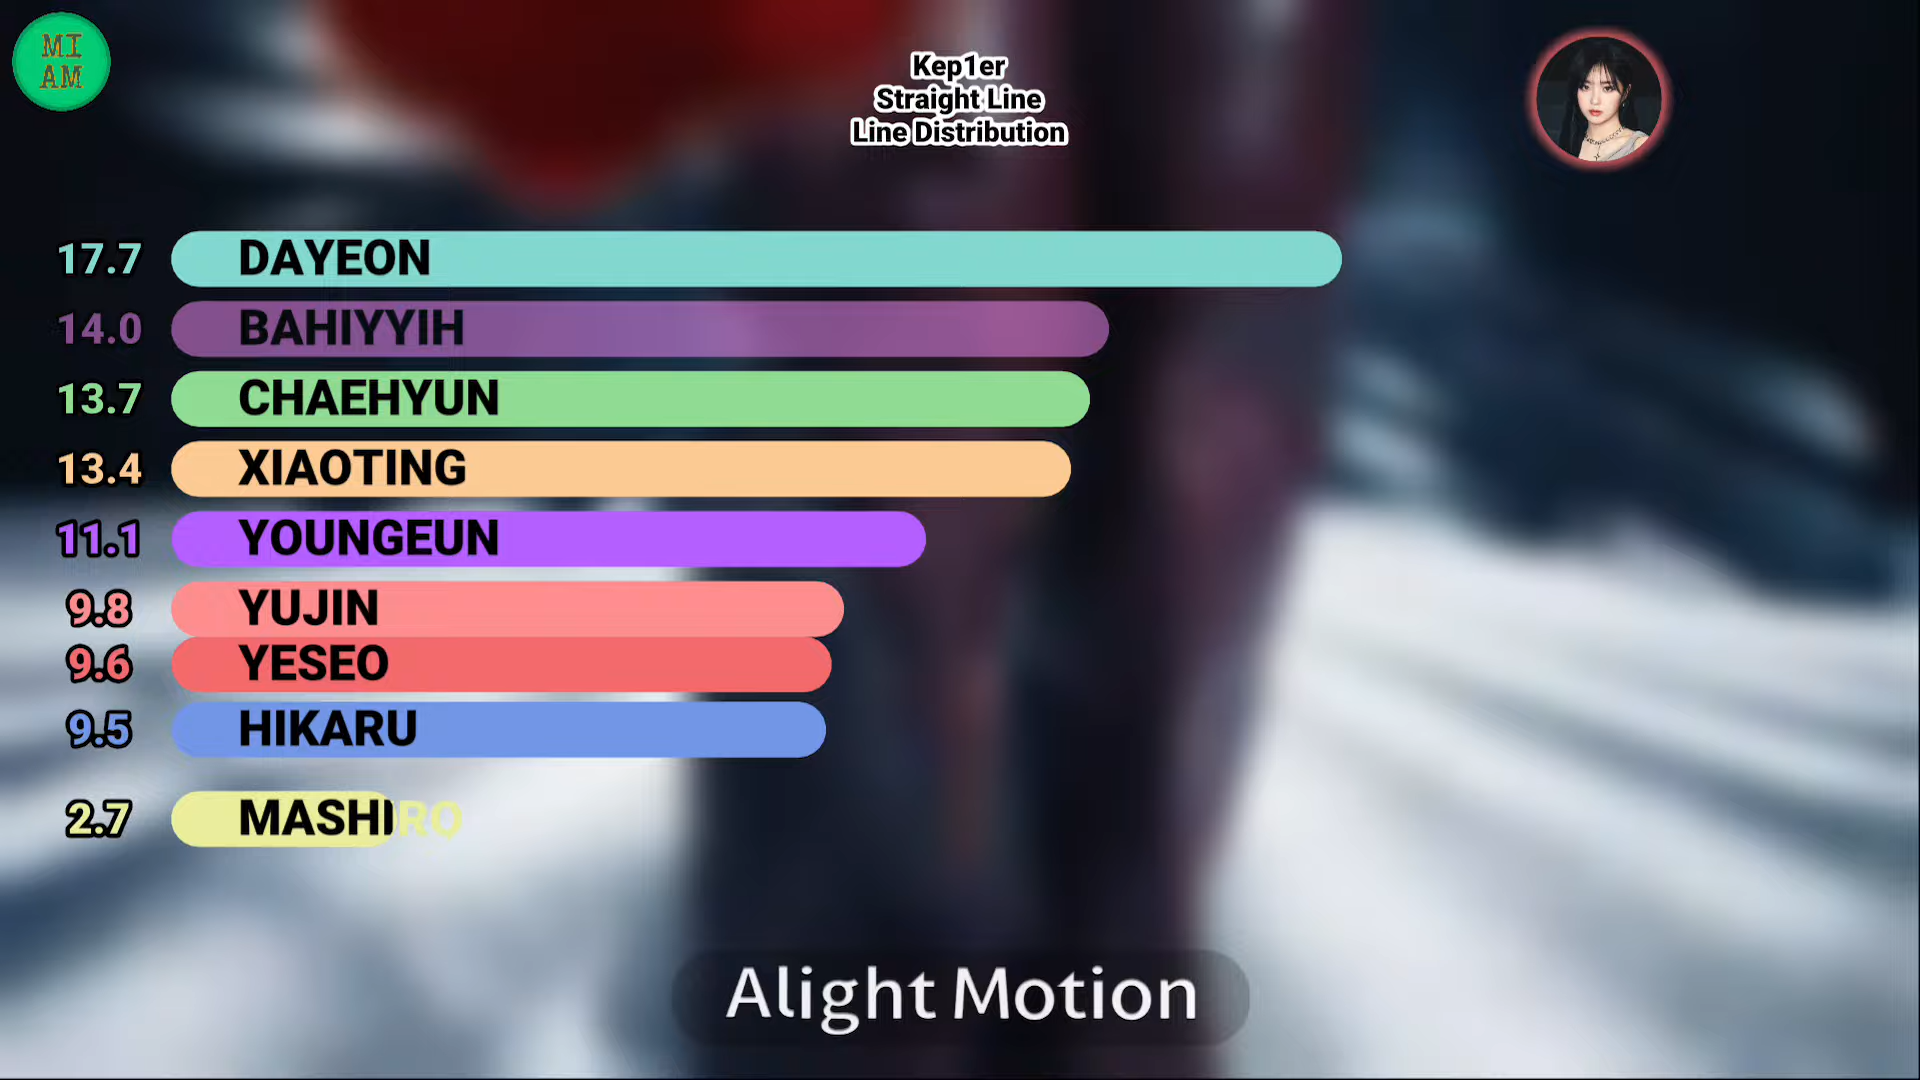 MI
AM
Kep1er
Straight Line
Line Distribution
17.7 DAYEON
14.0 BAHIYYIH
13.7 CHAEHYUN
13.4 XIAOTING
11.1 YOUNGEUN
9.8 YUJIN
9.6 YESEO
9.5 HIKARU
2.7 MASHIRO
Alight Motion